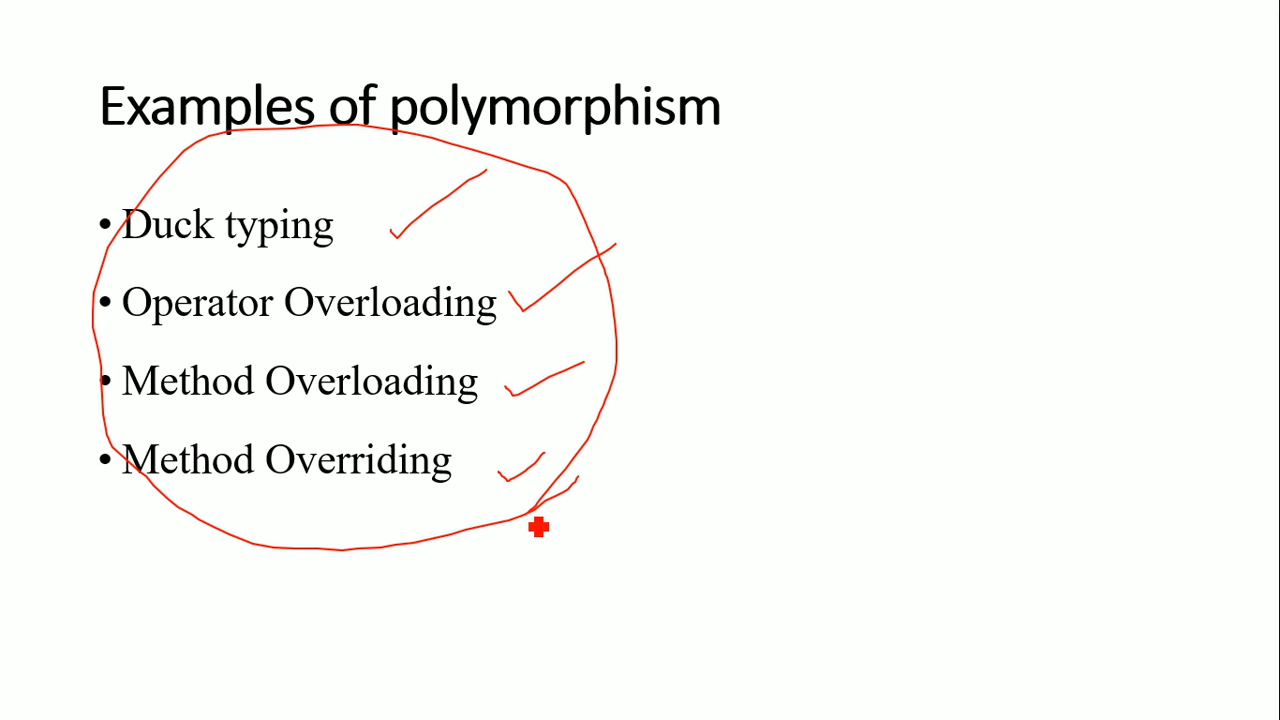 Examples of polymorphism
• Duck typing
• Operator Overloading
• Method Overloading
• Method Overriding